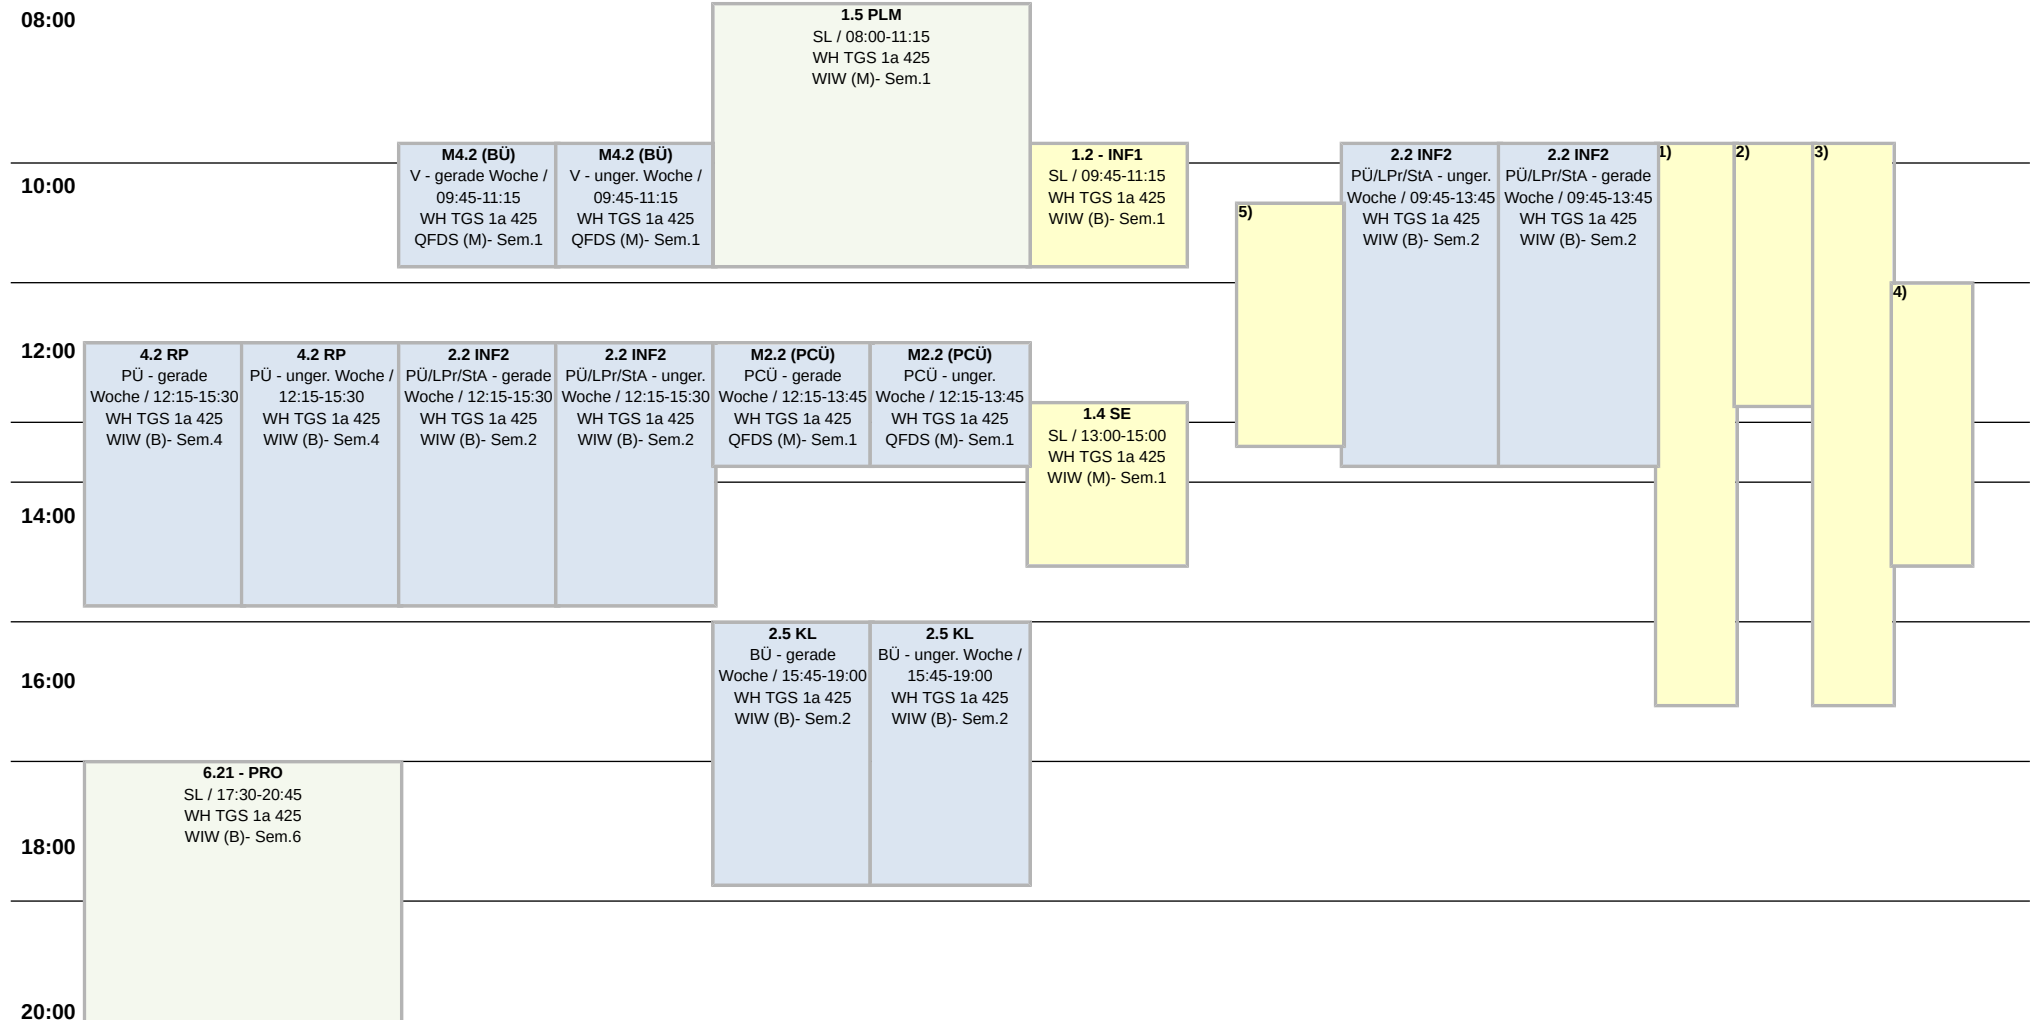 08:00
1.5 PLM
SL / 08:00-11:15
WH TGS 1a 425
WIW (M)- Sem.1
10:00
M4.2 (BÜ)
V - gerade Woche /
09:45-11:15
WH TGS 1a 425
QFDS (M)- Sem.1
M4.2 (BÜ)
V - unger. Woche /
09:45-11:15
WH TGS 1a 425
QFDS (M)- Sem.1
1.2 - INF1
SL / 09:45-11:15
WH TGS 1a 425
WIW (B)- Sem.1
5)
2.2 INF2
PÜ/LPr/StA - unger.
Woche / 09:45-13:45
WH TGS 1a 425
WIW (B)- Sem.2
2.2 INF2
PÜ/LPr/StA - gerade
Woche / 09:45-13:45
WH TGS 1a 425
WIW (B)- Sem.2
1)
2)
3)
4)
12:00
4.2 RP
PÜ - gerade
Woche / 12:15-15:30
WH TGS 1a 425
WIW (B)- Sem.4
4.2 RP
PÜ - unger. Woche /
12:15-15:30
WH TGS 1a 425
WIW (B)- Sem.4
2.2 INF2
PÜ/LPr/StA - gerade
Woche / 12:15-15:30
WH TGS 1a 425
WIW (B)- Sem.2
2.2 INF2
PÜ/LPr/StA - unger.
Woche / 12:15-15:30
WH TGS 1a 425
WIW (B)- Sem.2
M2.2 (PCÜ)
PCÜ - gerade
Woche / 12:15-13:45
WH TGS 1a 425
QFDS (M)- Sem.1
M2.2 (PCÜ)
PCÜ - unger.
Woche / 12:15-13:45
WH TGS 1a 425
QFDS (M)- Sem.1
1.4 SE
SL / 13:00-15:00
WH TGS 1a 425
WIW (M)- Sem.1
14:00
16:00
2.5 KL
BÜ - gerade
Woche / 15:45-19:00
WH TGS 1a 425
WIW (B)- Sem.2
2.5 KL
BÜ - unger. Woche /
15:45-19:00
WH TGS 1a 425
WIW (B)- Sem.2
6.21 - PRO
SL / 17:30-20:45
WH TGS 1a 425
WIW (B)- Sem.6
18:00
20:00